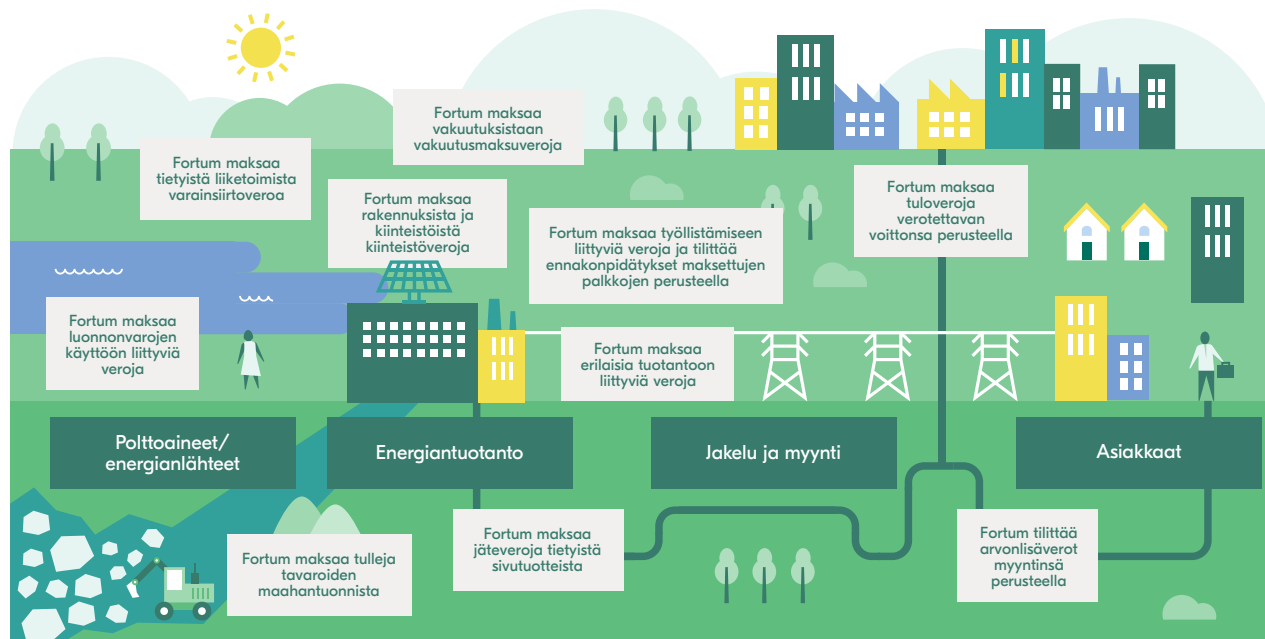 Fortum maksaa
vakuutuksistaan
vakuutusmaksuveroja
Fortum maksaa
tietyistä liiketoimista
varainsiirtoveroa
Fortum maksaa
rakennuksista ja
kiinteistöistä
kiinteistöveroja
Fortum maksaa
tuloveroja
verotettavan
voittonsa perusteella
Fortum maksaa työllistämiseen
liittyviä veroja ja tilittää
ennakonpidätykset maksettujen
palkkojen perusteella
Fortum maksaa
luonnonvarojen
käyttöön liittyviä
veroja
Fortum maksaa
erilaisia tuotantoon
liittyviä veroja
Polttoaineet/
energianlähteet
Energiantuotanto
Jakelu ja myynti
Asiakkaat
Fortum maksaa tulleja
tavaroiden
maahantuonnista
Fortum maksaa
jäteveroja tietyistä
sivutuotteista
Fortum tilittää
arvonlisäverot
myyntinsä
perusteella